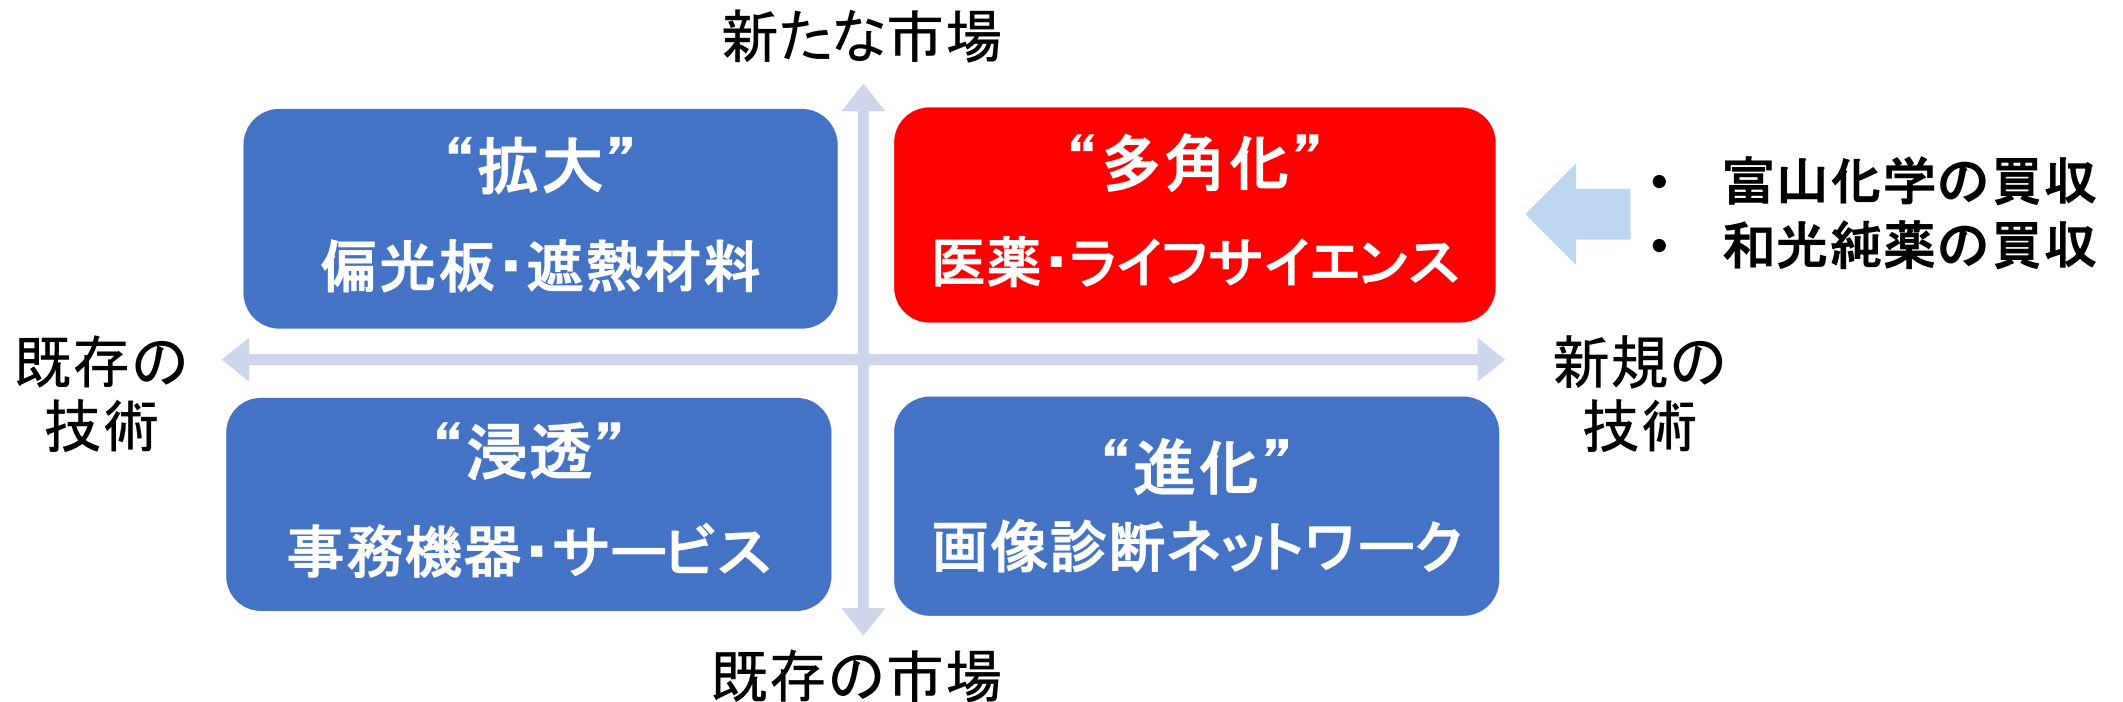 新たな市場
“拡大”
偏光板・遮熱材料
“多角化”
医薬・ライフサイエンス
• 富山化学の買収
• 和光純薬の買収
既存の
技術
新規の
技術
“浸透”
事務機器・サービス
“進化”
画像診断ネットワーク
既存の市場